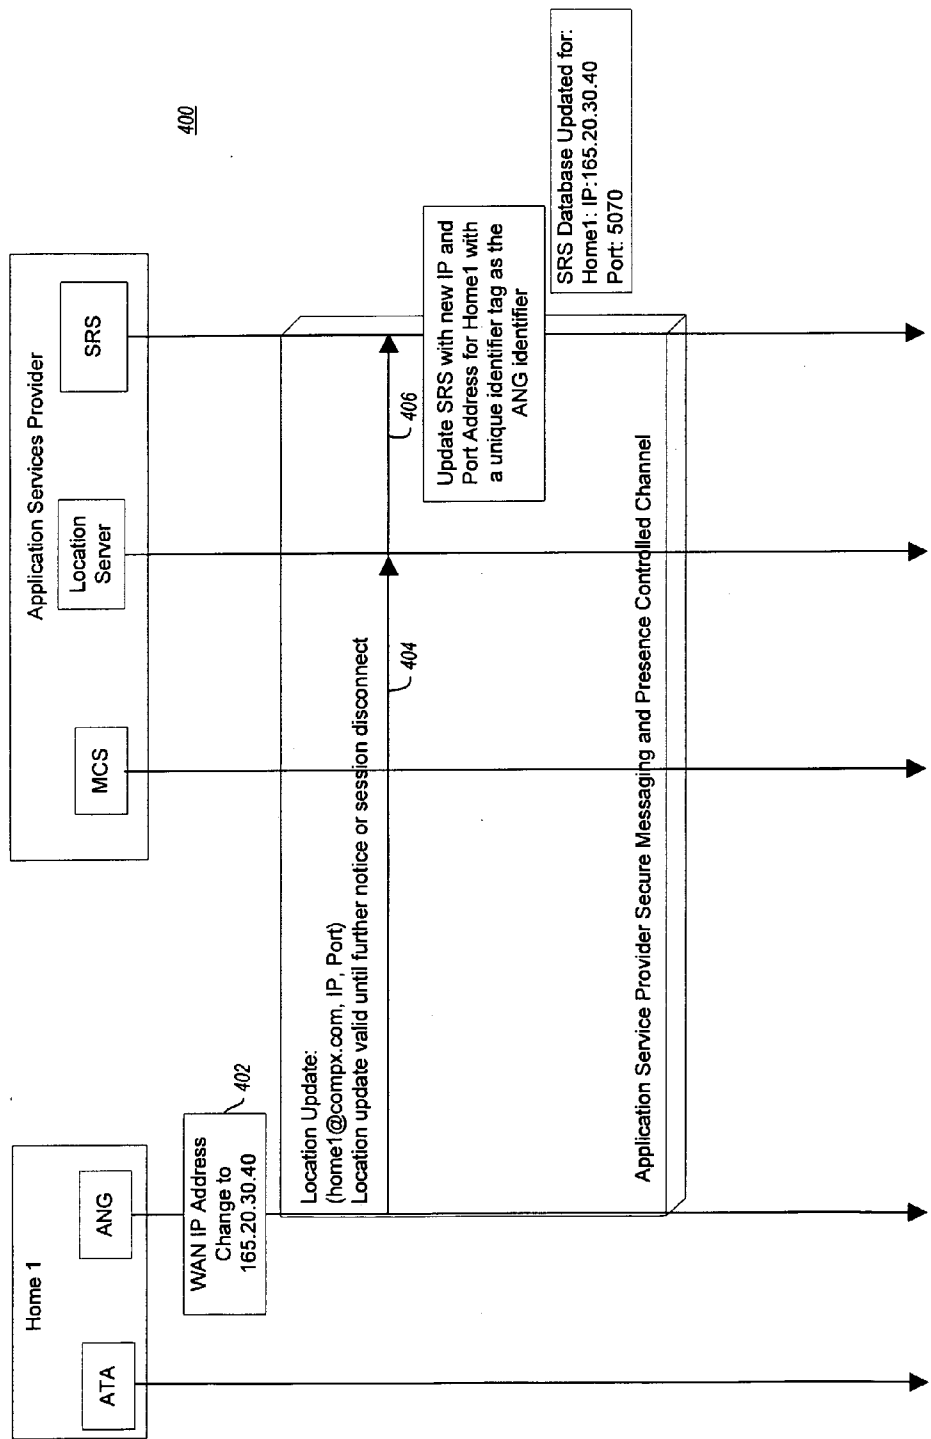 400
Home 1
ATA
ANG
Application Services Provider
MCS
Location
Server
SRS
WAN IP Address
Change to
165.20.30.40
402
Location Update:
(home1@compx.com, IP, Port)
Location update valid until further notice or session disconnect
404
406
Update SRS with new IP and
Port Address for Home1 with
a unique identifier tag as the
ANG identifier
SRS Database Updated for:
Home1: IP:165.20.30.40
Port: 5070
Application Service Provider Secure Messaging and Presence Controlled Channel